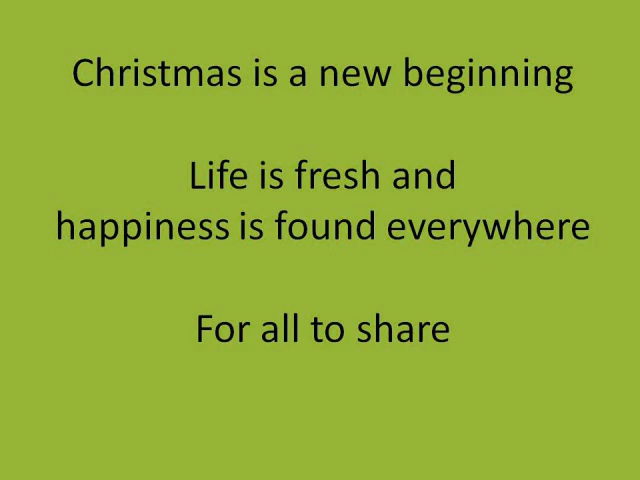 Christmas is a new beginning
Life is fresh and
happiness is found everywhere
For all to share